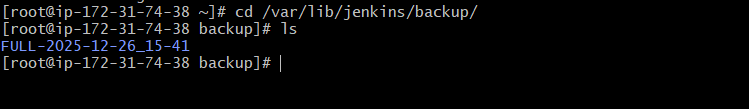 [root@ip-172-31-74-38 ~]# cd /var/lib/jenkins/backup/
[root@ip-172-31-74-38 backup]# ls
FULL-2025-12-26_15-41
[root@ip-172-31-74-38 backup]#